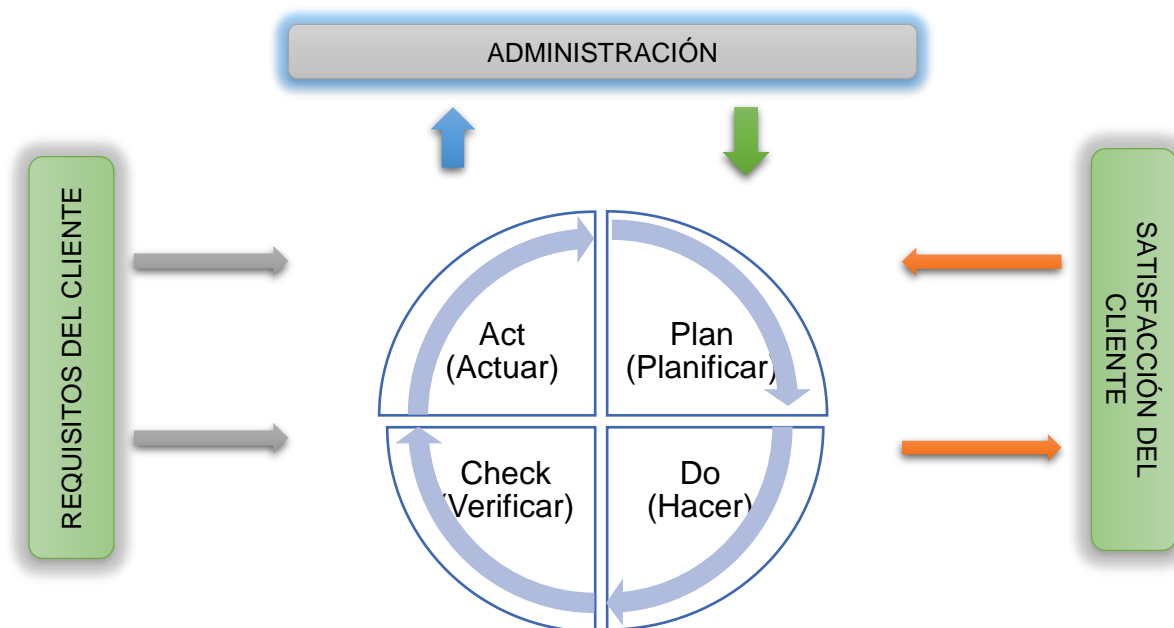 ADMINISTRACIÓN
REQUISITOS DEL CLIENTE
Act
(Actuar)
Plan
(Planificar)
Check
(Verificar)
Do
(Hacer)
SATISFACCIÓN DEL
CLIENTE